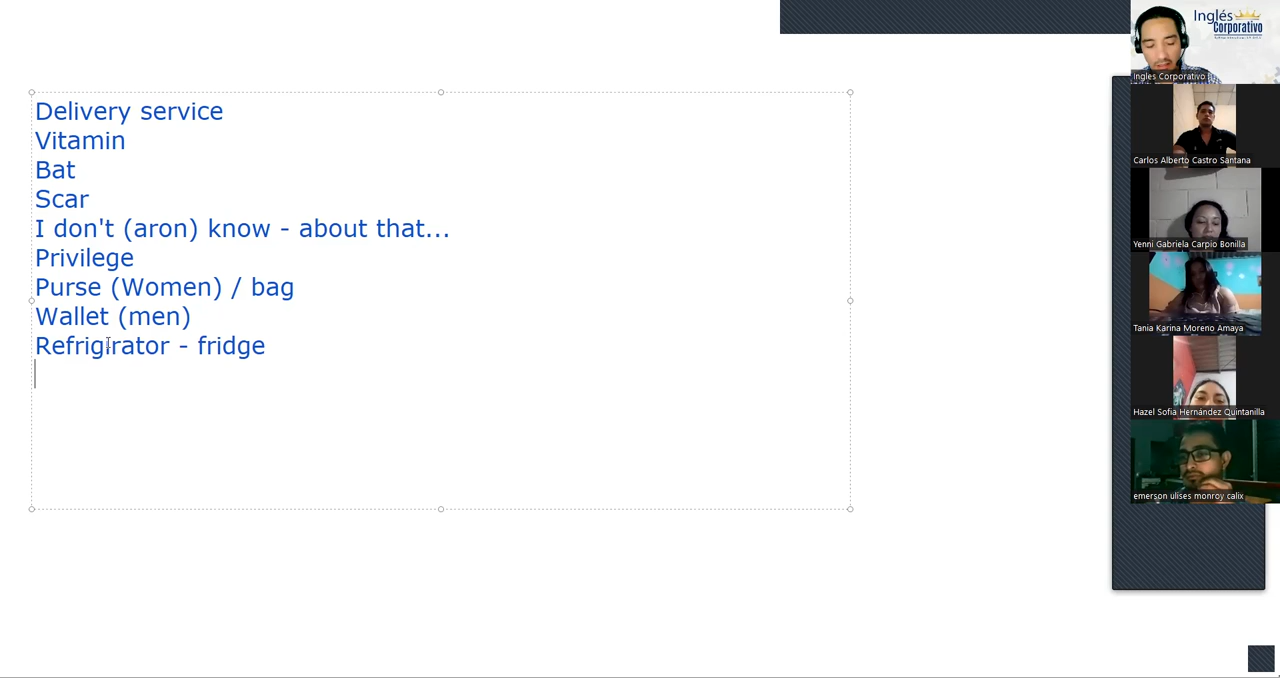 Delivery service
Vitamin
Bat
Scar
I don't (aron) know - about that...
Privilege
Purse (Women) / bag
Wallet (men)
Refrigirator - fridge
Inglés
Corporativo
Ingles Corporativo
Carlos Alberto Castro Santana
Yenni Gabriela Carpio Bonilla
Tania Karina Moreno Amaya
Hazel Sofia Hernández Quintanilla
emerson ulises monroy calix